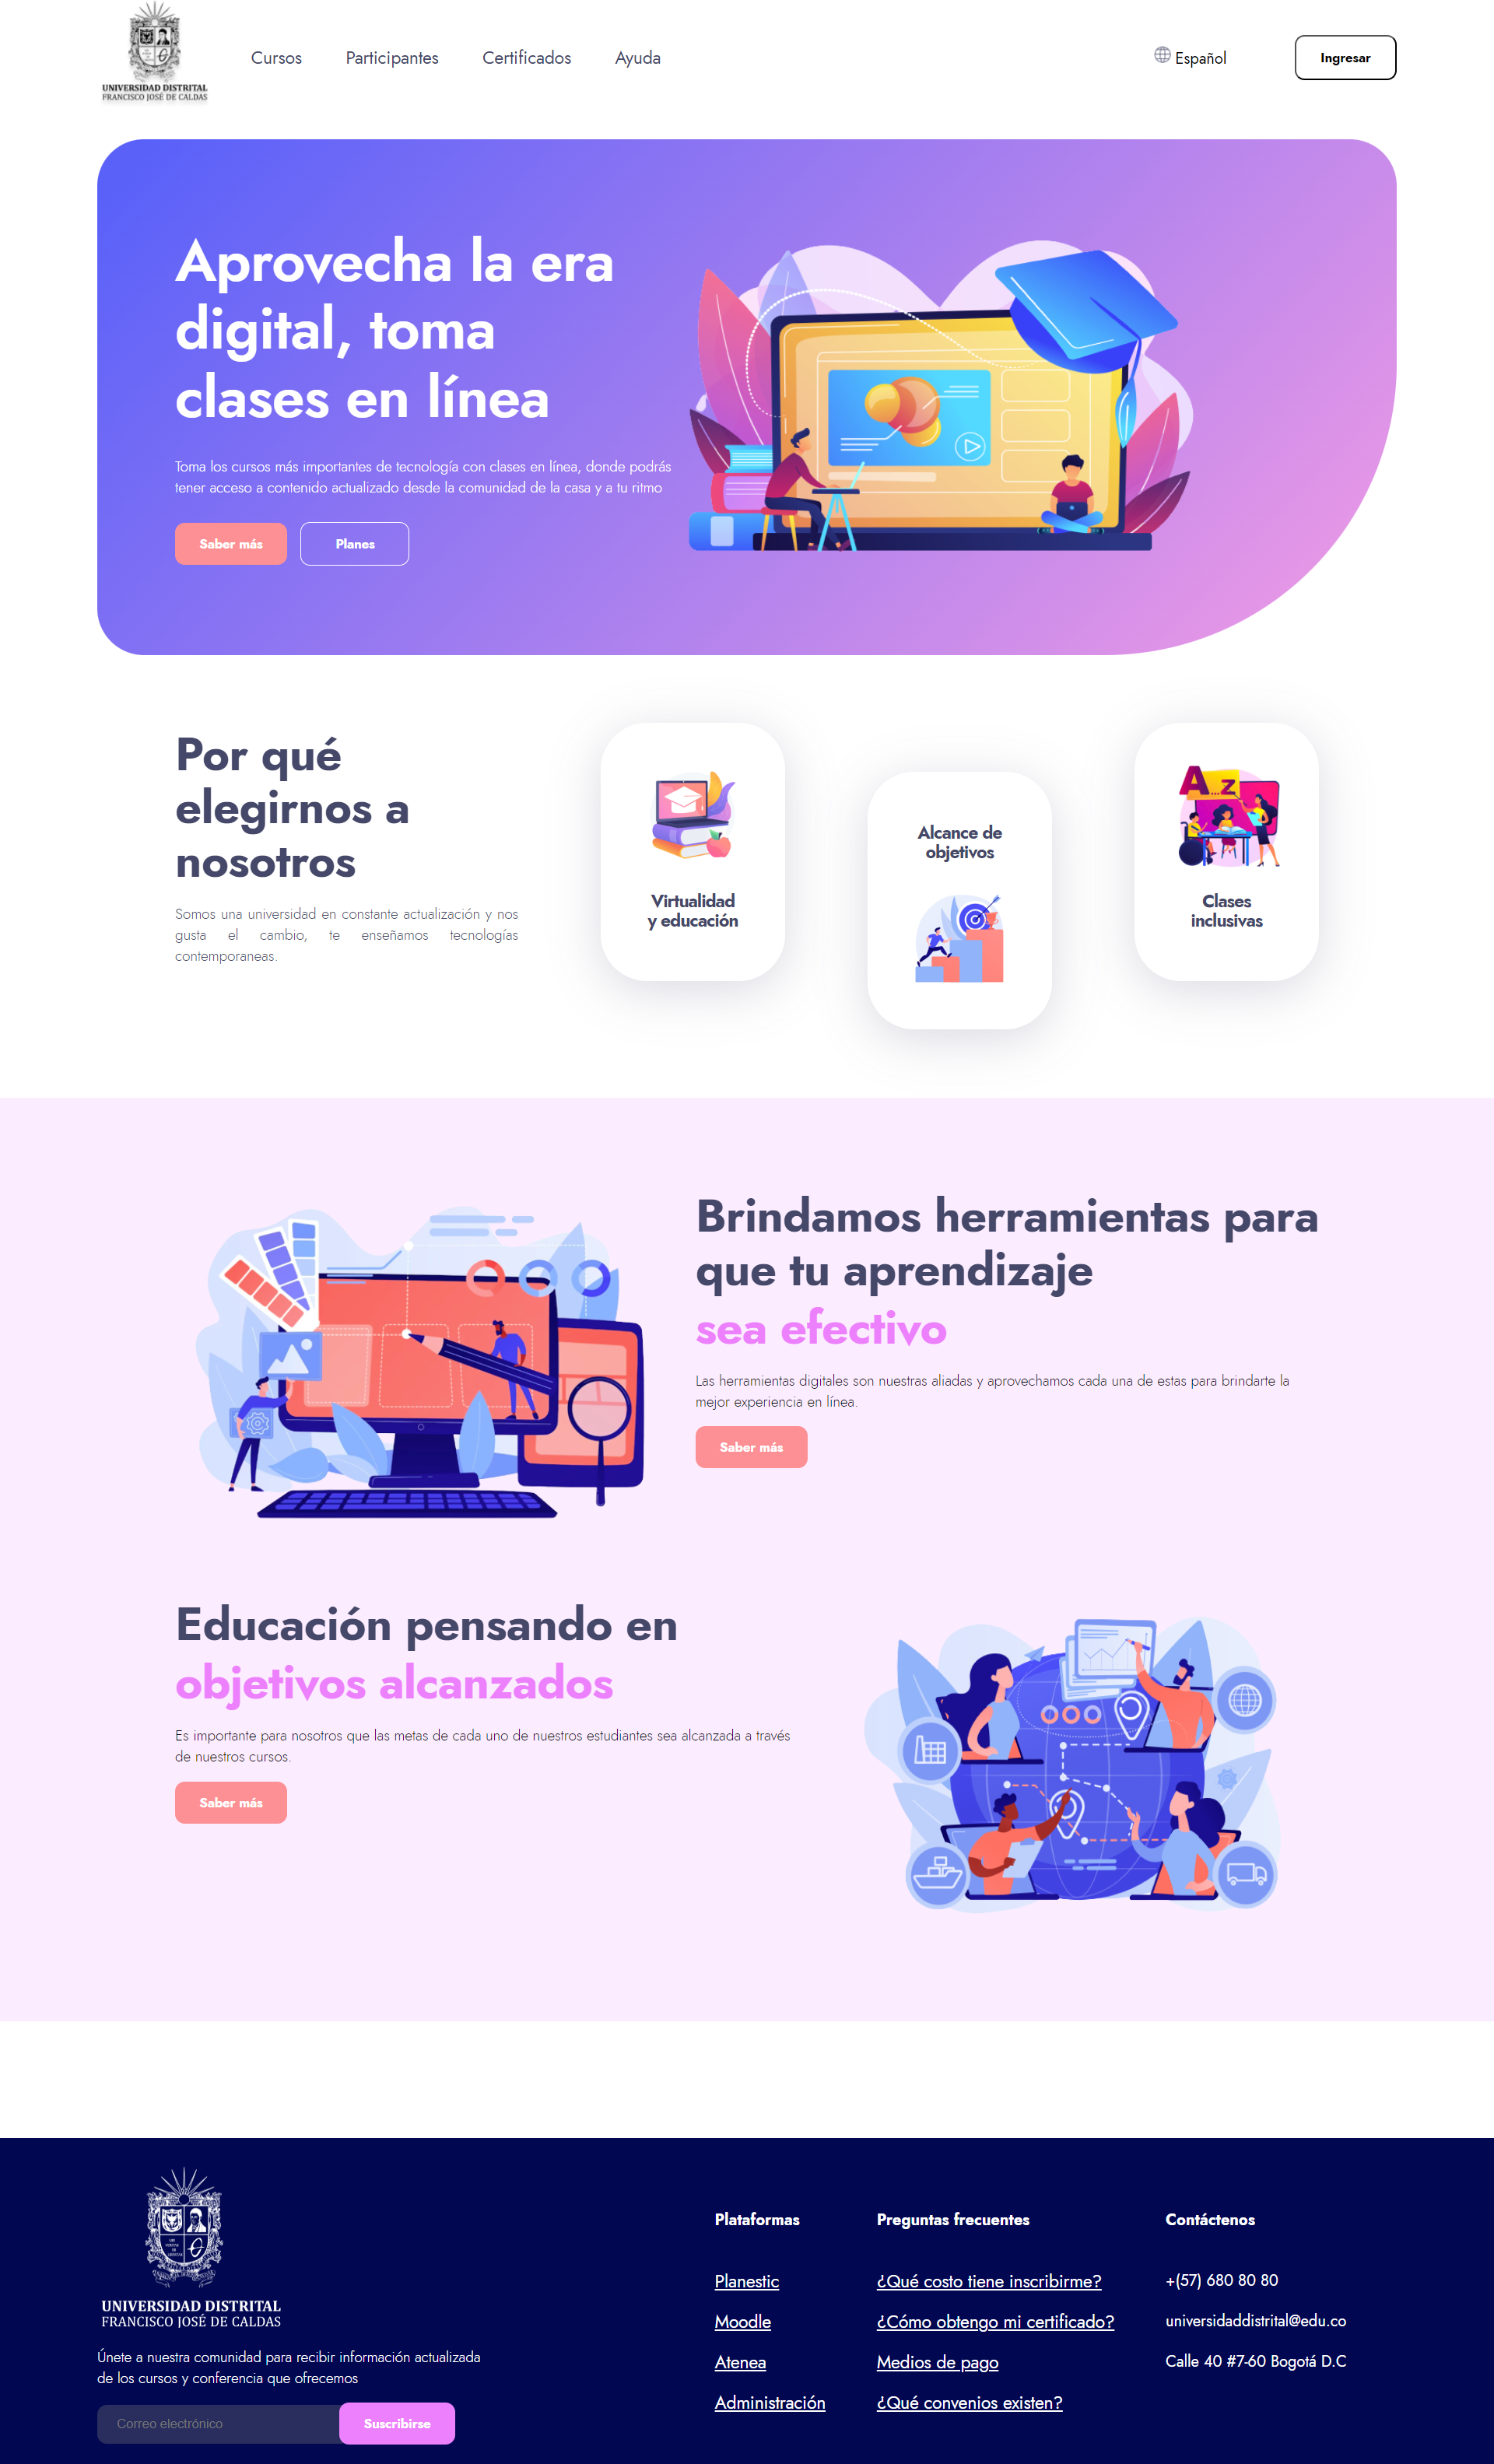 UNIVERSIDAD DISTRITAL
FRANCISCO JOSÉ DE CALDAS
Cursos
Participantes
Certificados
Ayuda
Español
Ingresar
Aprovecha la era
digital, toma
clases en línea
Toma los cursos más importantes de tecnología con clases en línea, donde podrás
tener acceso a contenido actualizado desde la comunidad de la casa y a tu ritmo
Saber más
Planes
Por qué
elegirnos a
nosotros
Somos una universidad en constante actualización y nos
gusta el cambio, te enseñamos tecnologías
contemporaneas.
Virtualidad
y educación
Alcance de
objetivos
A...z
Clases
inclusivas
Brindamos herramientas para
que tu aprendizaje
sea efectivo
Las herramientas digitales son nuestras aliadas y aprovechamos cada una de estas para brindarte la
mejor experiencia en línea.
Saber más
Educación pensando en
objetivos alcanzados
Es importante para nosotros que las metas de cada uno de nuestros estudiantes sea alcanzada a través
de nuestros cursos.
Saber más
UNIVERSIDAD DISTRITAL
FRANCISCO JOSÉ DE CALDAS
Únete a nuestra comunidad para recibir información actualizada
de los cursos y conferencia que ofrecemos
Correo electrónico
Suscribirse
Plataformas
Planestic
Moodle
Atenea
Administración
Preguntas frecuentes
¿Qué costo tiene inscribirme?
¿Cómo obtengo mi certificado?
Medios de pago
¿Qué convenios existen?
Contáctenos
+(57) 680 80 80
universidaddistrital@edu.co
Calle 40 #7-60 Bogotá D.C